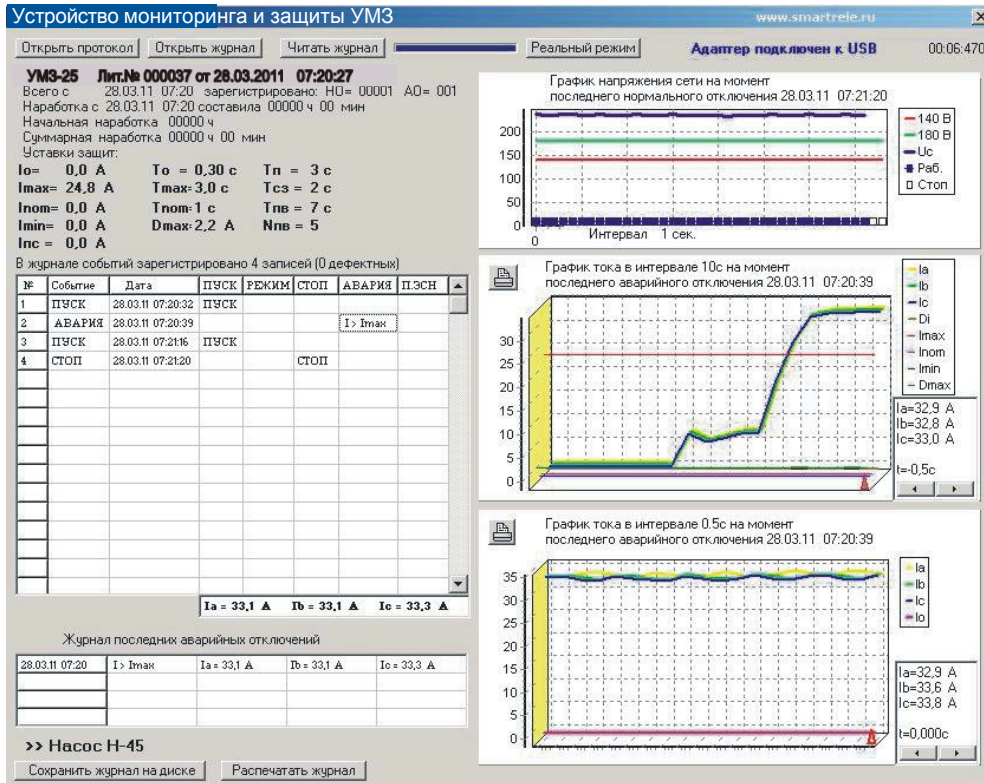 Устройство мониторинга и защиты УМЗ
www.smartrele.ru
Открыть протокол Открыть журнал Читать журнал Реальный режим Адаптер подключен к USB 00:06:470
УМЗ-25 Лит.№ 000037 от 28.03.2011 07:20:27
Всего с 28.03.11 07:20 зарегистрировано: НО= 00001 АО= 001
Наработка с 28.03.11 07:20 составила 00000 ч 00 мин
Начальная наработка 00000 ч
Суммарная наработка 00000 ч 00 мин
Уставки защит:
Io= 0,0 А То = 0,30 с Тп = 3 с
Imax= 24,8 А Tmax= 3,0 с Тсз = 2 с
Inom= 0,0 А Tnom= 1 с Тпв = 7 с
Imin= 0,0 А Dmax= 2,2 А Nпв = 5
Inc = 0,0 А
В журнале событий зарегистрировано 4 записей (0 дефектных)
№ Событие Дата ПУСК РЕЖИМ СТОП АВАРИЯ П.ЭСН
1 ПУСК 28.03.11 07:20:32 ПУСК
2 АВАРИЯ 28.03.11 07:20:39 I> Imax
3 ПУСК 28.03.11 07:21:16 ПУСК
4 СТОП 28.03.11 07:21:20 СТОП
Ia = 33,1 А Ib = 33,1 А Ic = 33,3 А
Журнал последних аварийных отключений
28.03.11 07:20 I> Imax Ia = 33,1 А Ib = 33,1 А Ic = 33,3 А
>> Насос Н-45
Сохранить журнал на диске Распечатать журнал
График напряжения сети на момент
последнего нормального отключения 28.03.11 07:21:20
200
150
100
50
0
0
Интервал 1 сек.
140 В
180 В
Uc
Раб.
Стоп
График тока в интервале 10с на момент
последнего аварийного отключения 28.03.11 07:20:39
30
25
20
15
10
5
0
Ia
Ib
Ic
Di
Imax
Inom
Imin
Dmax
Ia=32,9 А
Ib=32,8 А
Ic=33,0 А
t=-0,5с
График тока в интервале 0.5с на момент
последнего аварийного отключения 28.03.11 07:20:39
35
30
25
20
15
10
5
0
Ia
Ib
Ic
Io
Ia=32,9 А
Ib=33,6 А
Ic=33,8 А
t=0,000с